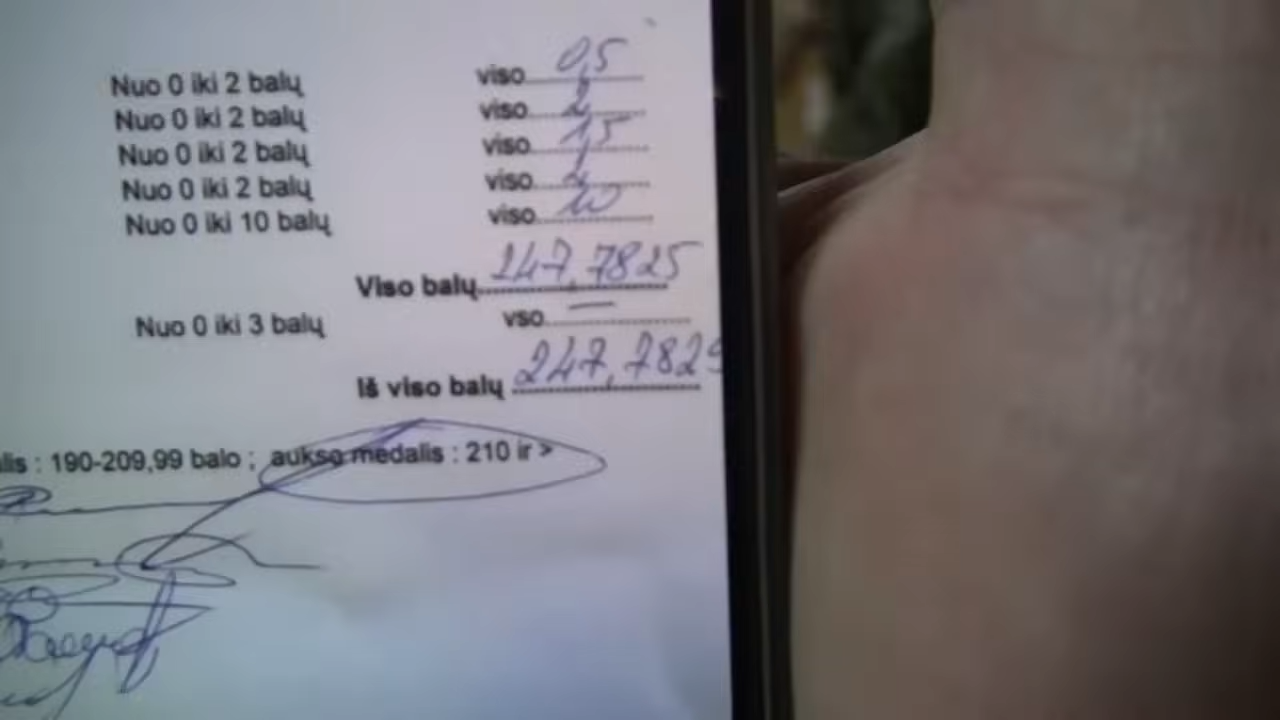 Nuo 0 iki 2 balų viso 0,5
Nuo 0 iki 2 balų viso 2
Nuo 0 iki 2 balų viso 1,5
Nuo 0 iki 2 balų viso
Nuo 0 iki 10 balų viso 10
Viso balų 247,7825
Nuo 0 iki 3 balų vso —
Iš viso balų 247,7825
lis : 190-209,99 balo ; aukso medalis : 210 ir >